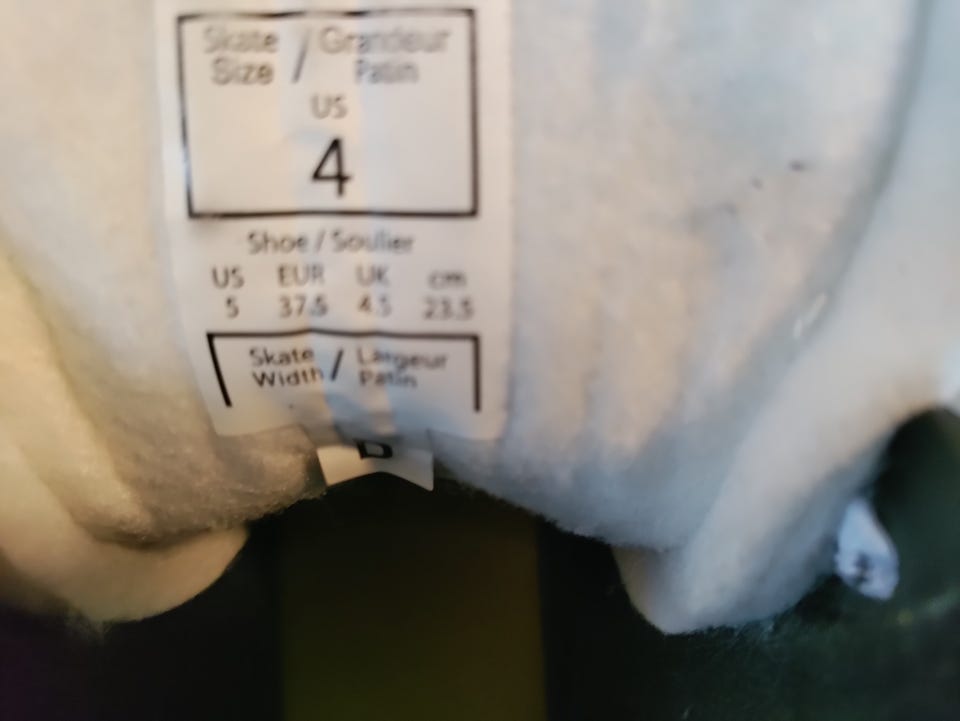 Skate / Grandeur
Size / Patin
US
4
Shoe / Soulier
US EUR UK cm
5 37.5 4.5 23.5
Skate / Largeur
Width / Patin